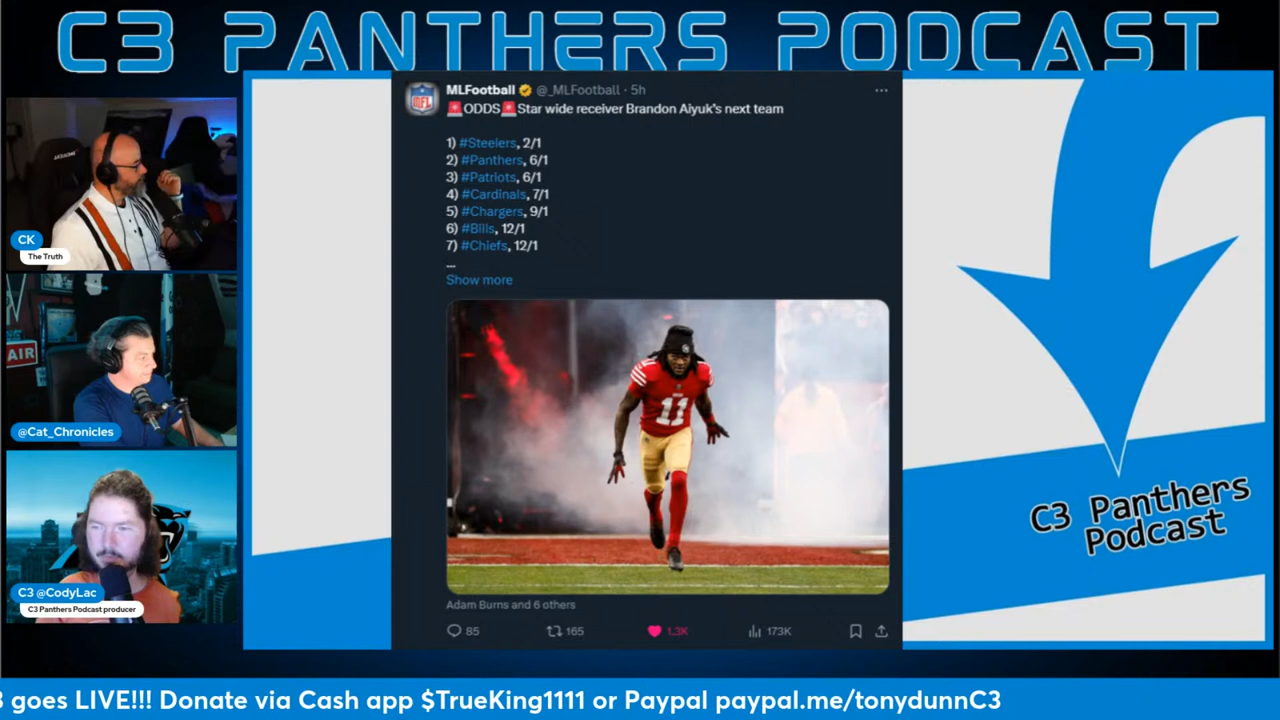 C3 PANTHERS PODCAST
MLFootball @_MLFootball · 5h
🚨ODDS🚨Star wide receiver Brandon Aiyuk's next team
1) #Steelers, 2/1
2) #Panthers, 6/1
3) #Patriots, 6/1
4) #Cardinals, 7/1
5) #Chargers, 9/1
6) #Bills, 12/1
7) #Chiefs, 12/1
...
Show more
11
Adam Burns and 6 others
85 165 1.3K 173K
CK
The Truth
AIR
@Cat_Chronicles
C3 @CodyLac
C3 Panthers Podcast producer
C3 Panthers
Podcast
3 goes LIVE!!! Donate via Cash app $TrueKing1111 or Paypal paypal.me/tonydunnC3